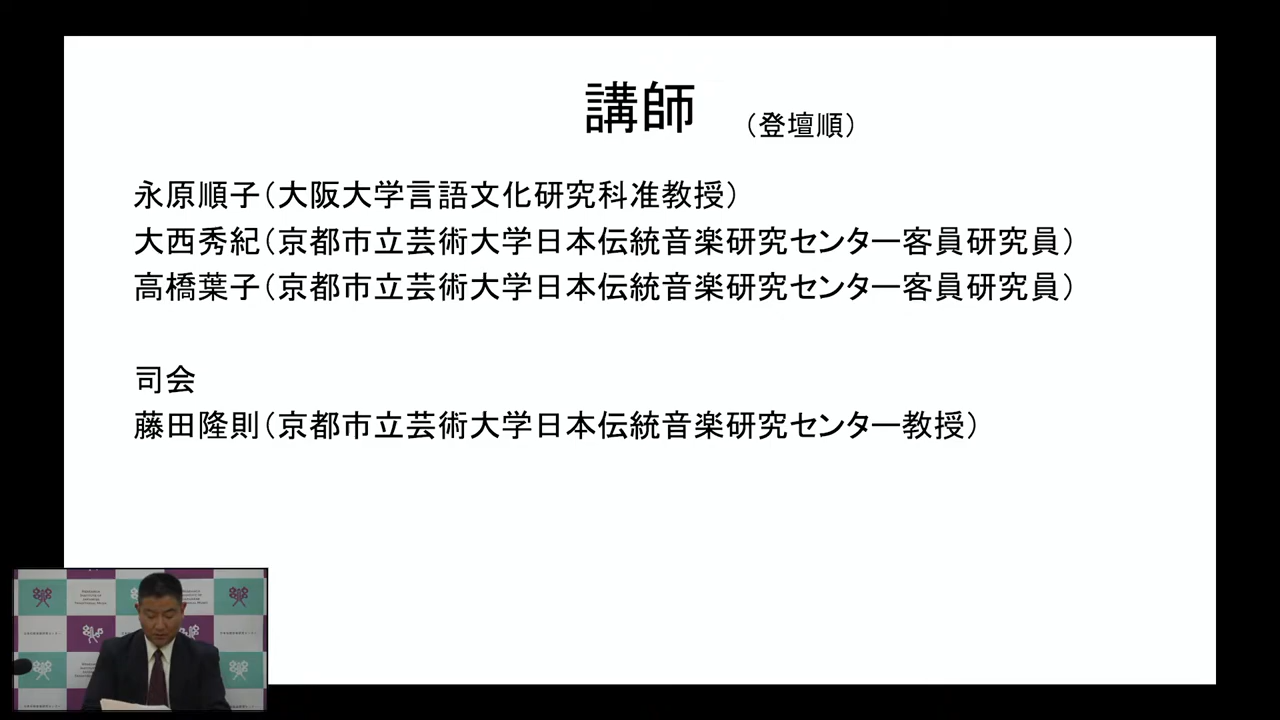 講師 (登壇順)
永原順子(大阪大学言語文化研究科准教授)
大西秀紀(京都市立芸術大学日本伝統音楽研究センター客員研究員)
高橋葉子(京都市立芸術大学日本伝統音楽研究センター客員研究員)
司会
藤田隆則(京都市立芸術大学日本伝統音楽研究センター教授)